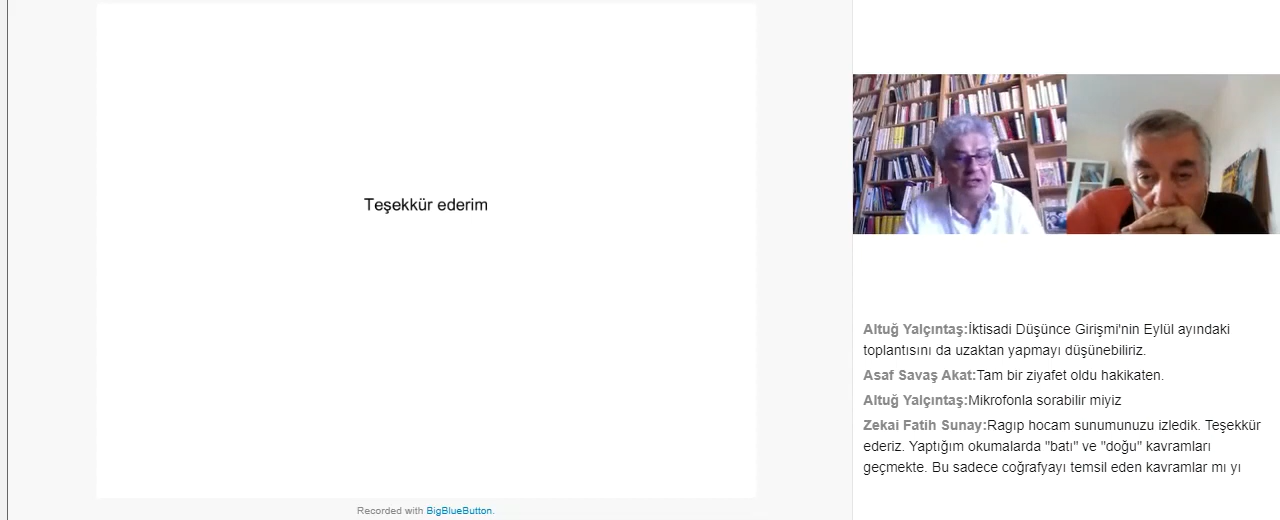 Teşekkür ederim
Recorded with BigBlueButton.
Altuğ Yalçıntaş:İktisadi Düşünce Girişmi'nin Eylül ayındaki
toplantısını da uzaktan yapmayı düşünebiliriz.
Asaf Savaş Akat:Tam bir ziyafet oldu hakikaten.
Altuğ Yalçıntaş:Mikrofonla sorabilir miyiz
Zekai Fatih Sunay:Ragıp hocam sunumunuzu izledik. Teşekkür
ederiz. Yaptığım okumalarda "batı" ve "doğu" kavramları
geçmekte. Bu sadece coğrafyayı temsil eden kavramlar mı yı